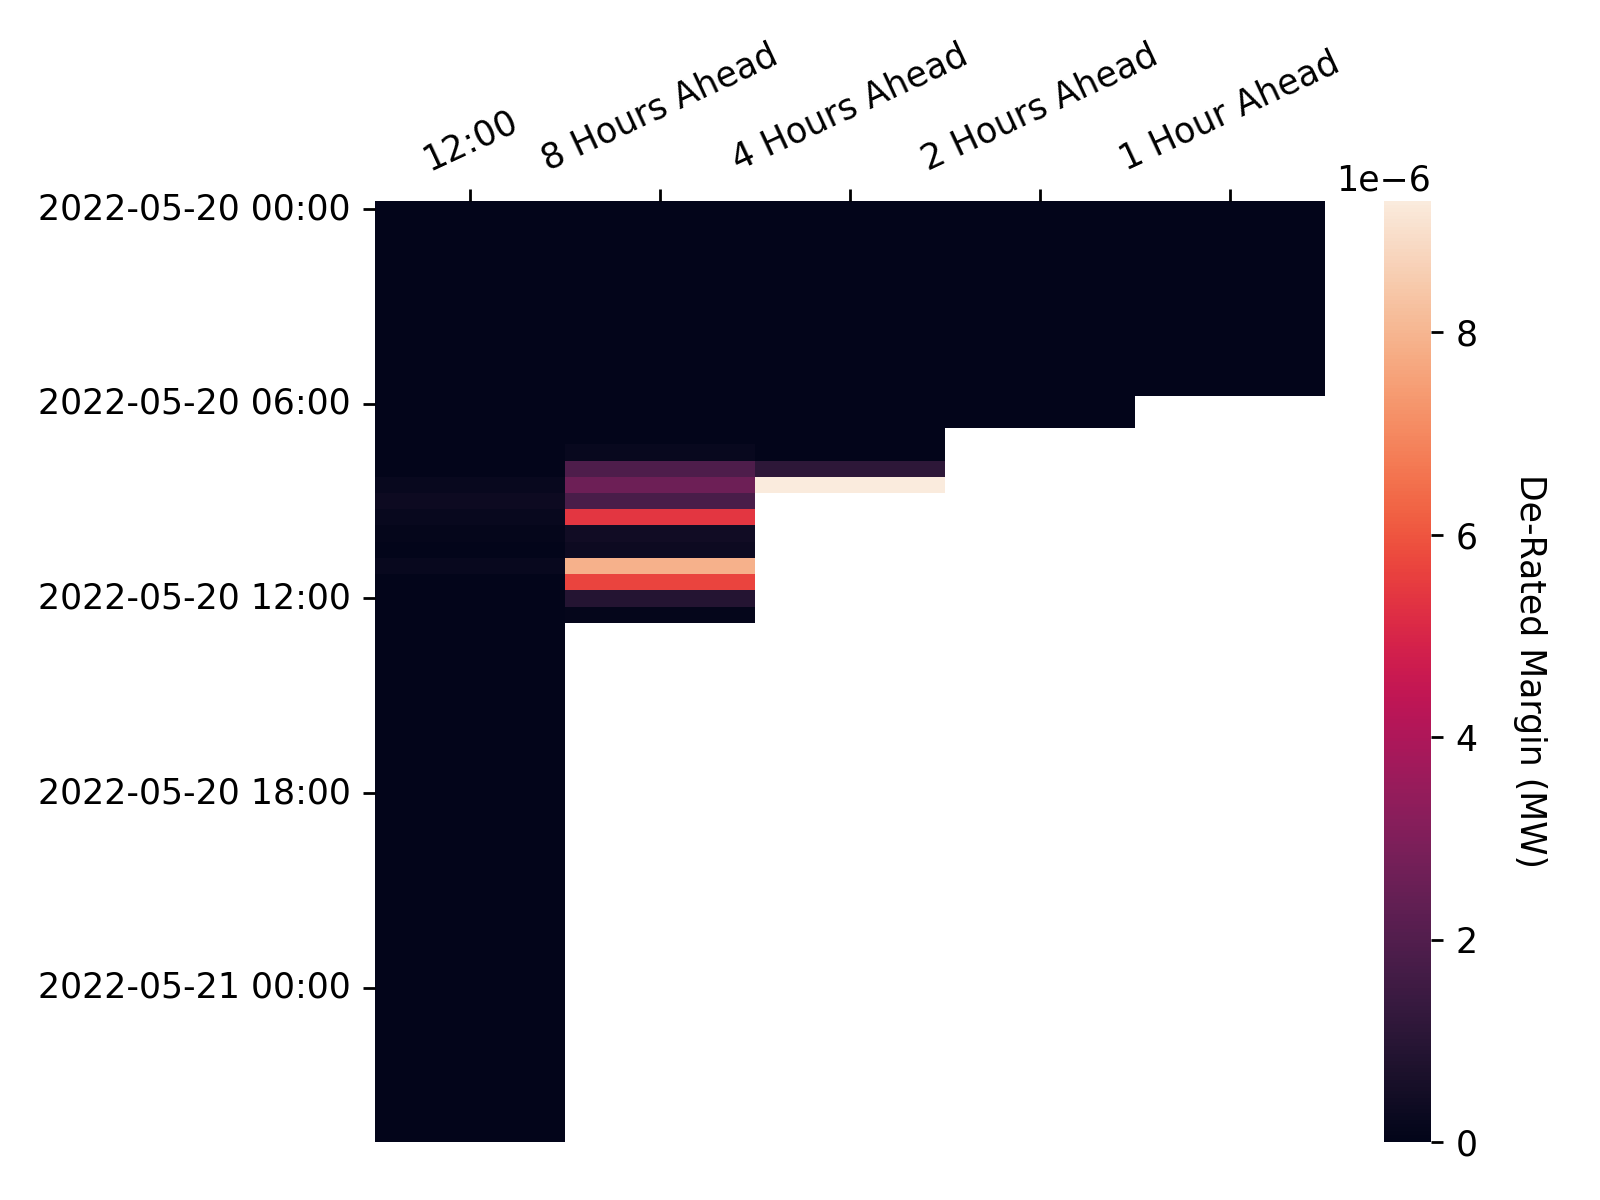 12:00
8 Hours Ahead
4 Hours Ahead
2 Hours Ahead
1 Hour Ahead
1e−6
2022-05-20 00:00
2022-05-20 06:00
2022-05-20 12:00
2022-05-20 18:00
2022-05-21 00:00
8
6
4
2
0
De-Rated Margin (MW)